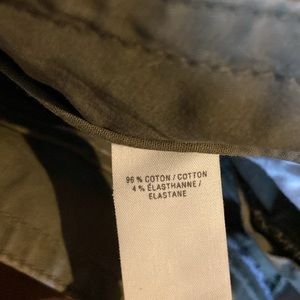 96 % COTON / COTTON
4 % ÉLASTHANNE /
ELASTANE